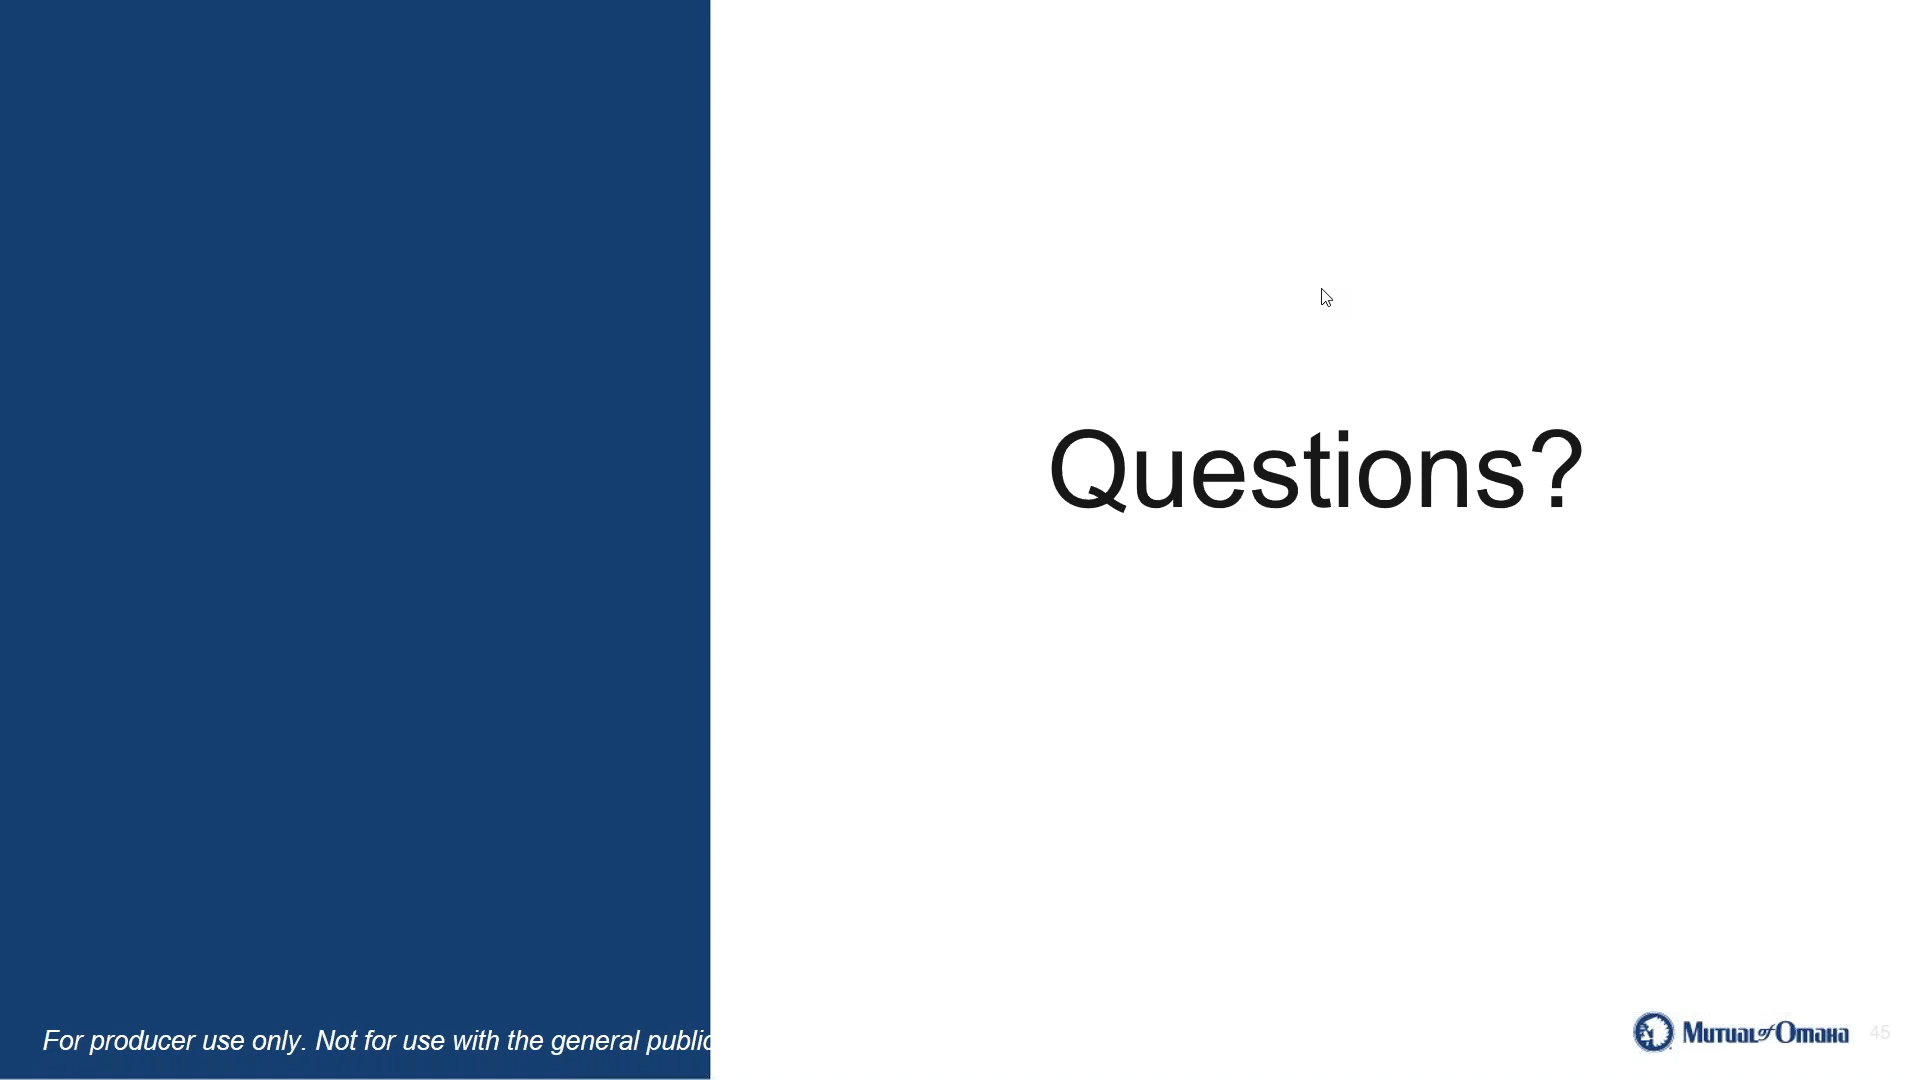 Questions?
For producer use only. Not for use with the general public
Mutual of Omaha
45